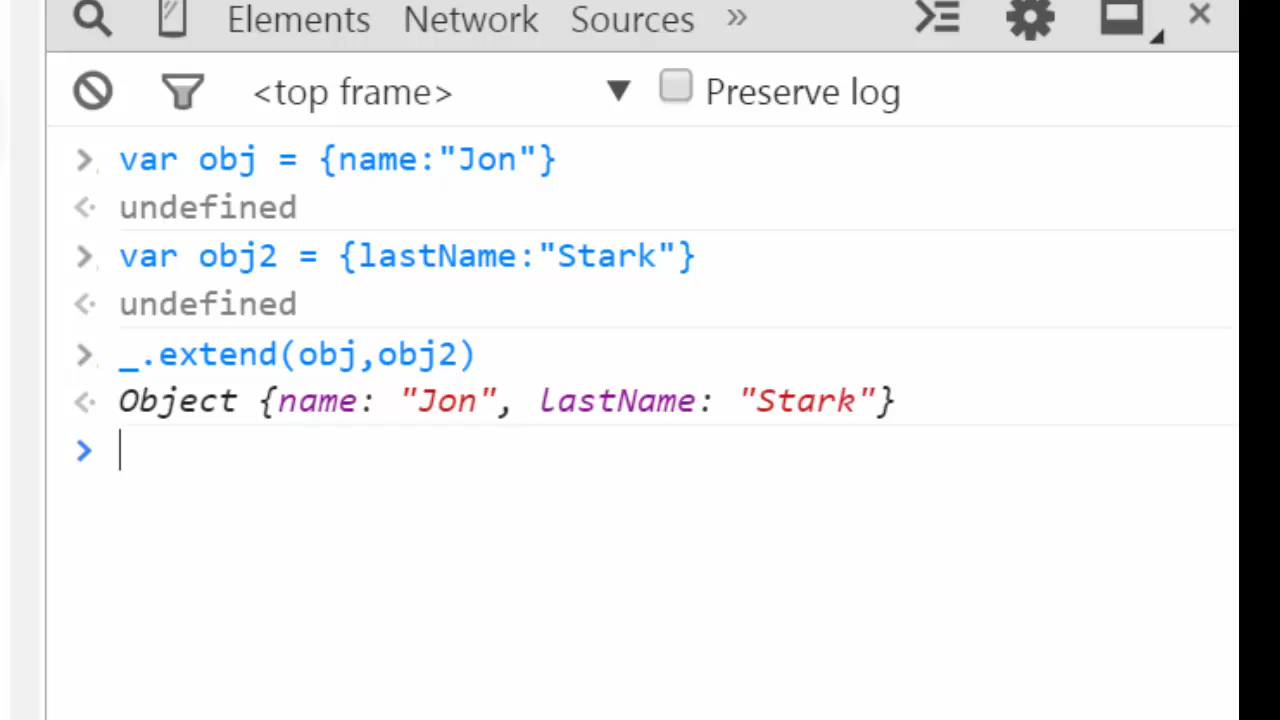 Elements Network Sources »
<top frame> ▼ Preserve log
> var obj = {name:"Jon"}
<· undefined
> var obj2 = {lastName:"Stark"}
<· undefined
> _.extend(obj,obj2)
<· Object {name: "Jon", lastName: "Stark"}
>